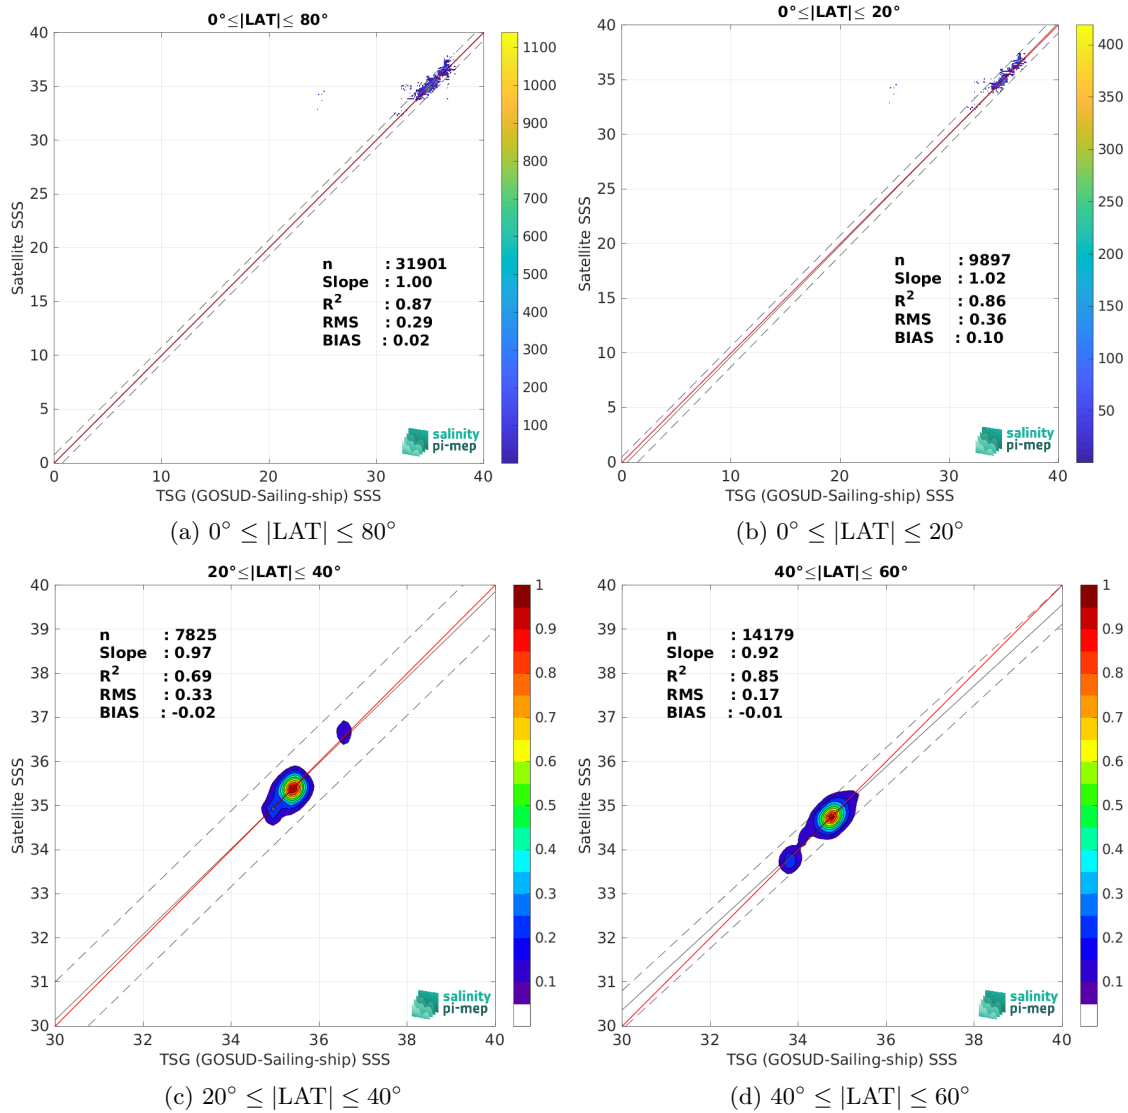 0°≤|LAT|≤ 80°
Satellite SSS
40
35
30
25
20
15
10
5
0
0 10 20 30 40
TSG (GOSUD-Sailing-ship) SSS
n : 31901
Slope : 1.00
R² : 0.87
RMS : 0.29
BIAS : 0.02
salinity
pi-mep
1100
1000
900
800
700
600
500
400
300
200
100
(a) 0° ≤ |LAT| ≤ 80°
0°≤|LAT|≤ 20°
Satellite SSS
40
35
30
25
20
15
10
5
0
0 10 20 30 40
TSG (GOSUD-Sailing-ship) SSS
n : 9897
Slope : 1.02
R² : 0.86
RMS : 0.36
BIAS : 0.10
salinity
pi-mep
400
350
300
250
200
150
100
50
(b) 0° ≤ |LAT| ≤ 20°
20°≤|LAT|≤ 40°
Satellite SSS
40
39
38
37
36
35
34
33
32
31
30
30 32 34 36 38 40
TSG (GOSUD-Sailing-ship) SSS
n : 7825
Slope : 0.97
R² : 0.69
RMS : 0.33
BIAS : -0.02
salinity
pi-mep
1
0.9
0.8
0.7
0.6
0.5
0.4
0.3
0.2
0.1
(c) 20° ≤ |LAT| ≤ 40°
40°≤|LAT|≤ 60°
Satellite SSS
40
39
38
37
36
35
34
33
32
31
30
30 32 34 36 38 40
TSG (GOSUD-Sailing-ship) SSS
n : 14179
Slope : 0.92
R² : 0.85
RMS : 0.17
BIAS : -0.01
salinity
pi-mep
1
0.9
0.8
0.7
0.6
0.5
0.4
0.3
0.2
0.1
(d) 40° ≤ |LAT| ≤ 60°